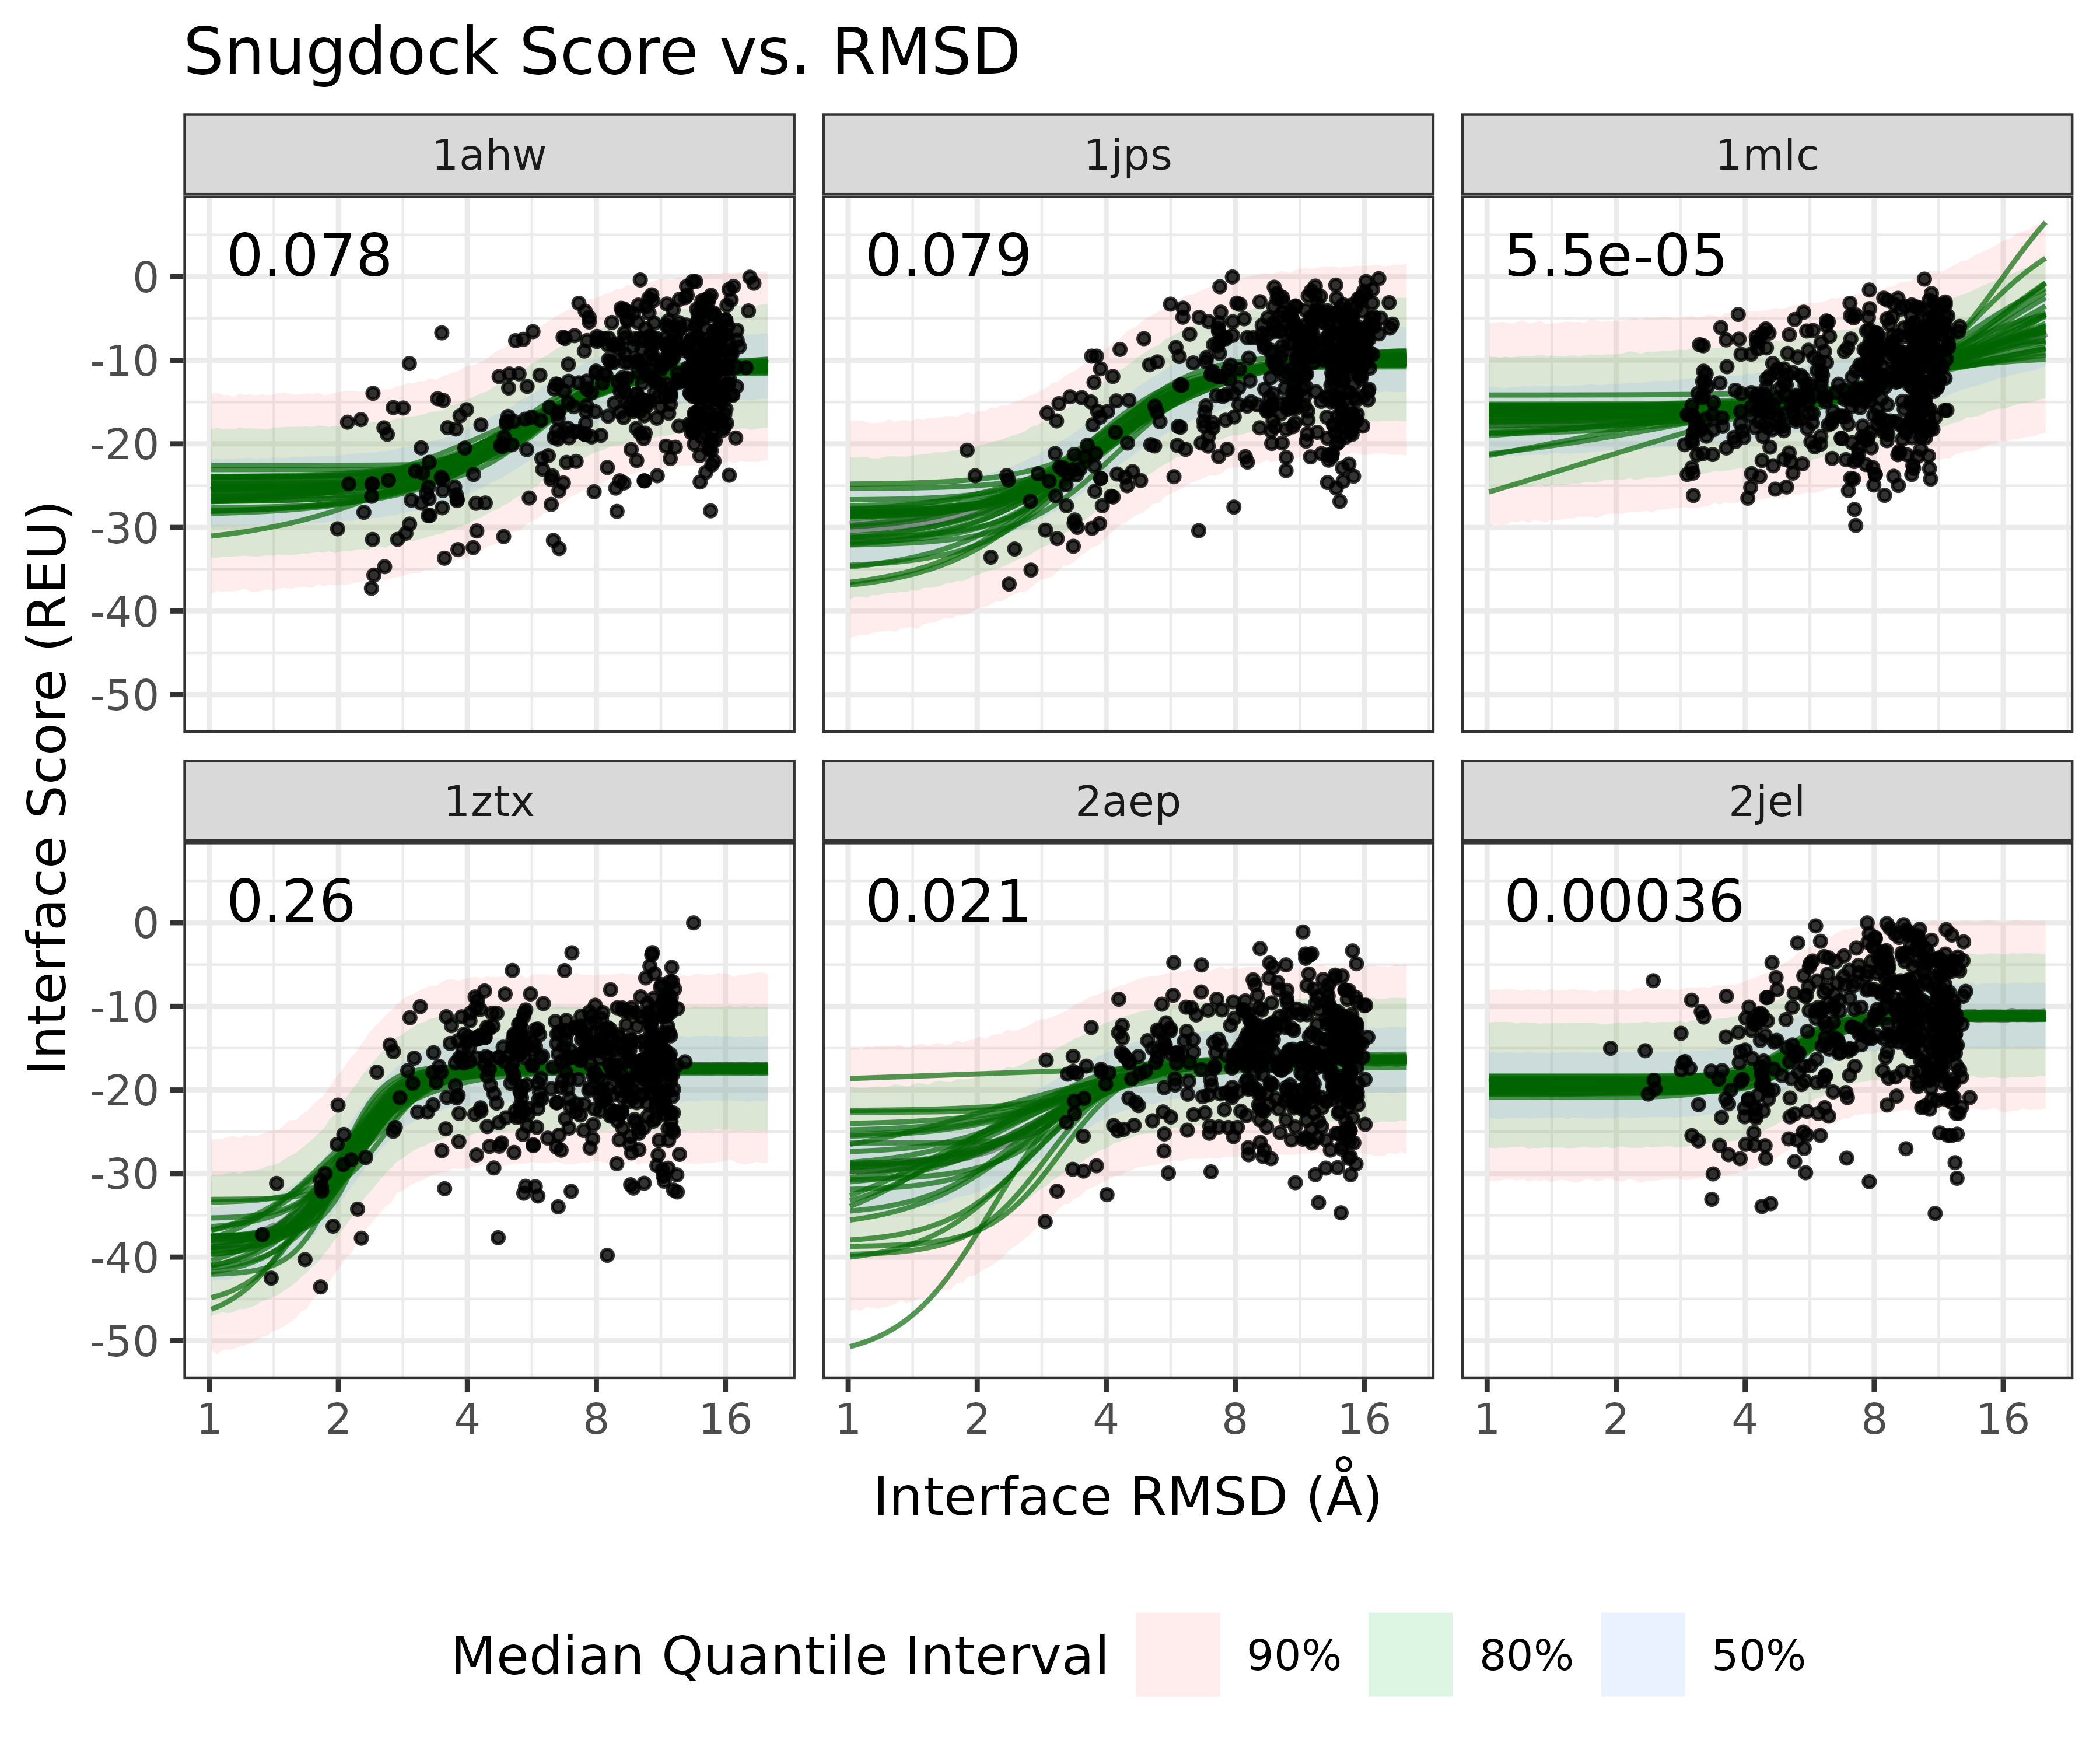 Snugdock Score vs. RMSD
1ahw
1jps
1mlc
0.078
0.079
5.5e-05
0
-10
-20
-30
-40
-50
1ztx
2aep
2jel
0.26
0.021
0.00036
0
-10
-20
-30
-40
-50
Interface Score (REU)
1 2 4 8 16
1 2 4 8 16
1 2 4 8 16
Interface RMSD (Å)
Median Quantile Interval 90% 80% 50%